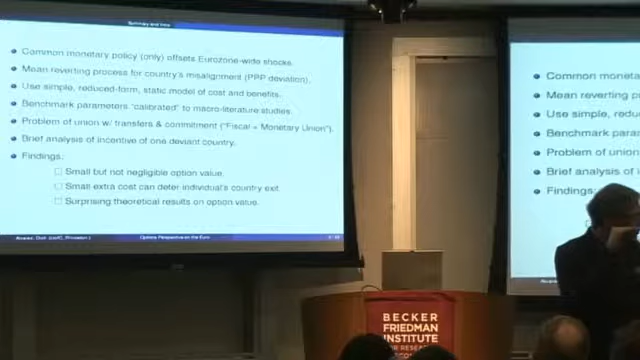 Summary and Intro
Common monetary policy (only) offsets Eurozone-wide shocks.
Mean reverting process for country's misalignment (PPP deviation).
Use simple, reduced-form, static model of cost and benefits.
Benchmark parameters "calibrated" to macro-literature studies.
Problem of union w/ transfers & commitment ("Fiscal + Monetary Union").
Brief analysis of incentive of one deviant country.
Findings:
Small but not negligible option value.
Small extra cost can deter individual's country exit.
Surprising theoretical results on option value.
Options Perspective on the Euro
Common moneta
Mean reverting p
Use simple, redu
Benchmark para
Problem of union
Brief analysis of i
Findings:
BECKER
FRIEDMAN
INSTITUTE
FOR RESEAR